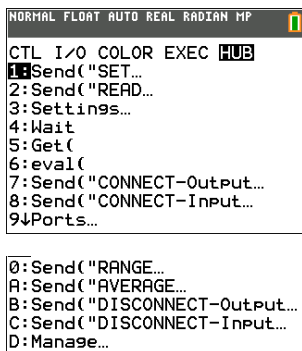 NORMAL FLOAT AUTO REAL RADIAN MP
CTL I/O COLOR EXEC HUB
1:Send("SET…
2:Send("READ…
3:Settings…
4:Wait
5:Get(
6:eval(
7:Send("CONNECT-Output…
8:Send("CONNECT-Input…
9↓Ports…
0:Send("RANGE…
A:Send("AVERAGE…
B:Send("DISCONNECT-Output…
C:Send("DISCONNECT-Input…
D:Manage…